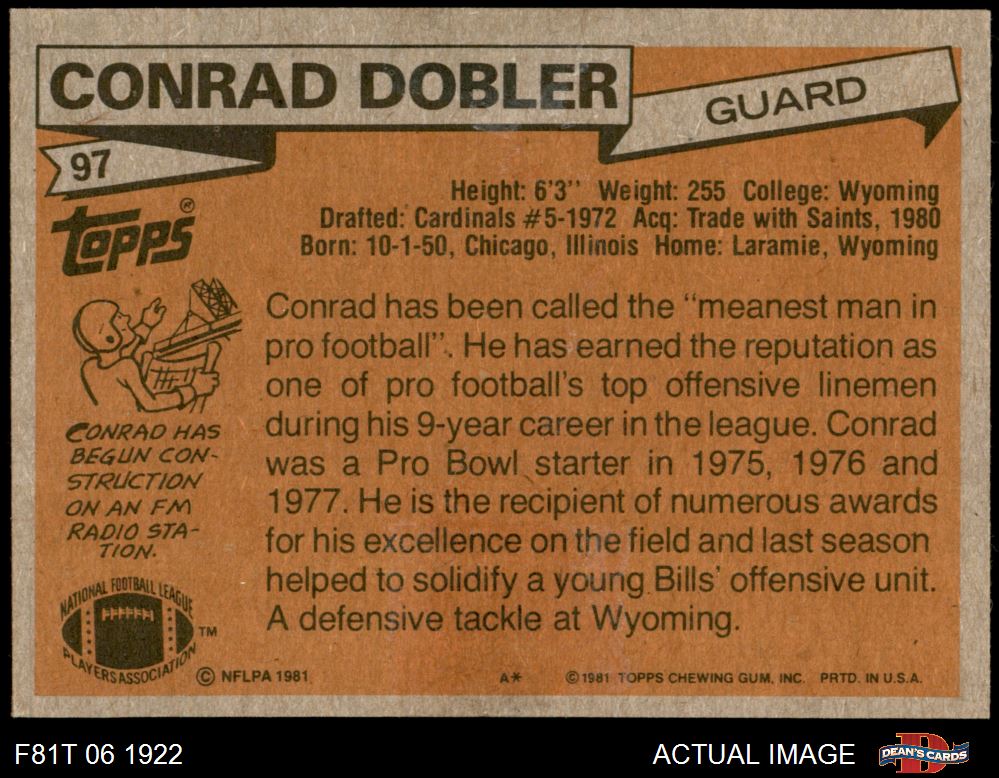 CONRAD DOBLER
GUARD
97
TOPPS®
Height: 6'3'' Weight: 255 College: Wyoming
Drafted: Cardinals #5-1972 Acq: Trade with Saints, 1980
Born: 10-1-50, Chicago, Illinois Home: Laramie, Wyoming
Conrad has been called the "meanest man in
pro football". He has earned the reputation as
one of pro football's top offensive linemen
during his 9-year career in the league. Conrad
was a Pro Bowl starter in 1975, 1976 and
1977. He is the recipient of numerous awards
for his excellence on the field and last season
helped to solidify a young Bills' offensive unit.
A defensive tackle at Wyoming.
CONRAD HAS
BEGUN CON-
STRUCTION
ON AN FM
RADIO STA-
TION.
NATIONAL FOOTBALL LEAGUE
PLAYERS ASSOCIATION
TM
© NFLPA 1981
A*
© 1981 TOPPS CHEWING GUM, INC. PRTD. IN U.S.A.
F81T 06 1922
ACTUAL IMAGE
D
DEAN'S CARDS